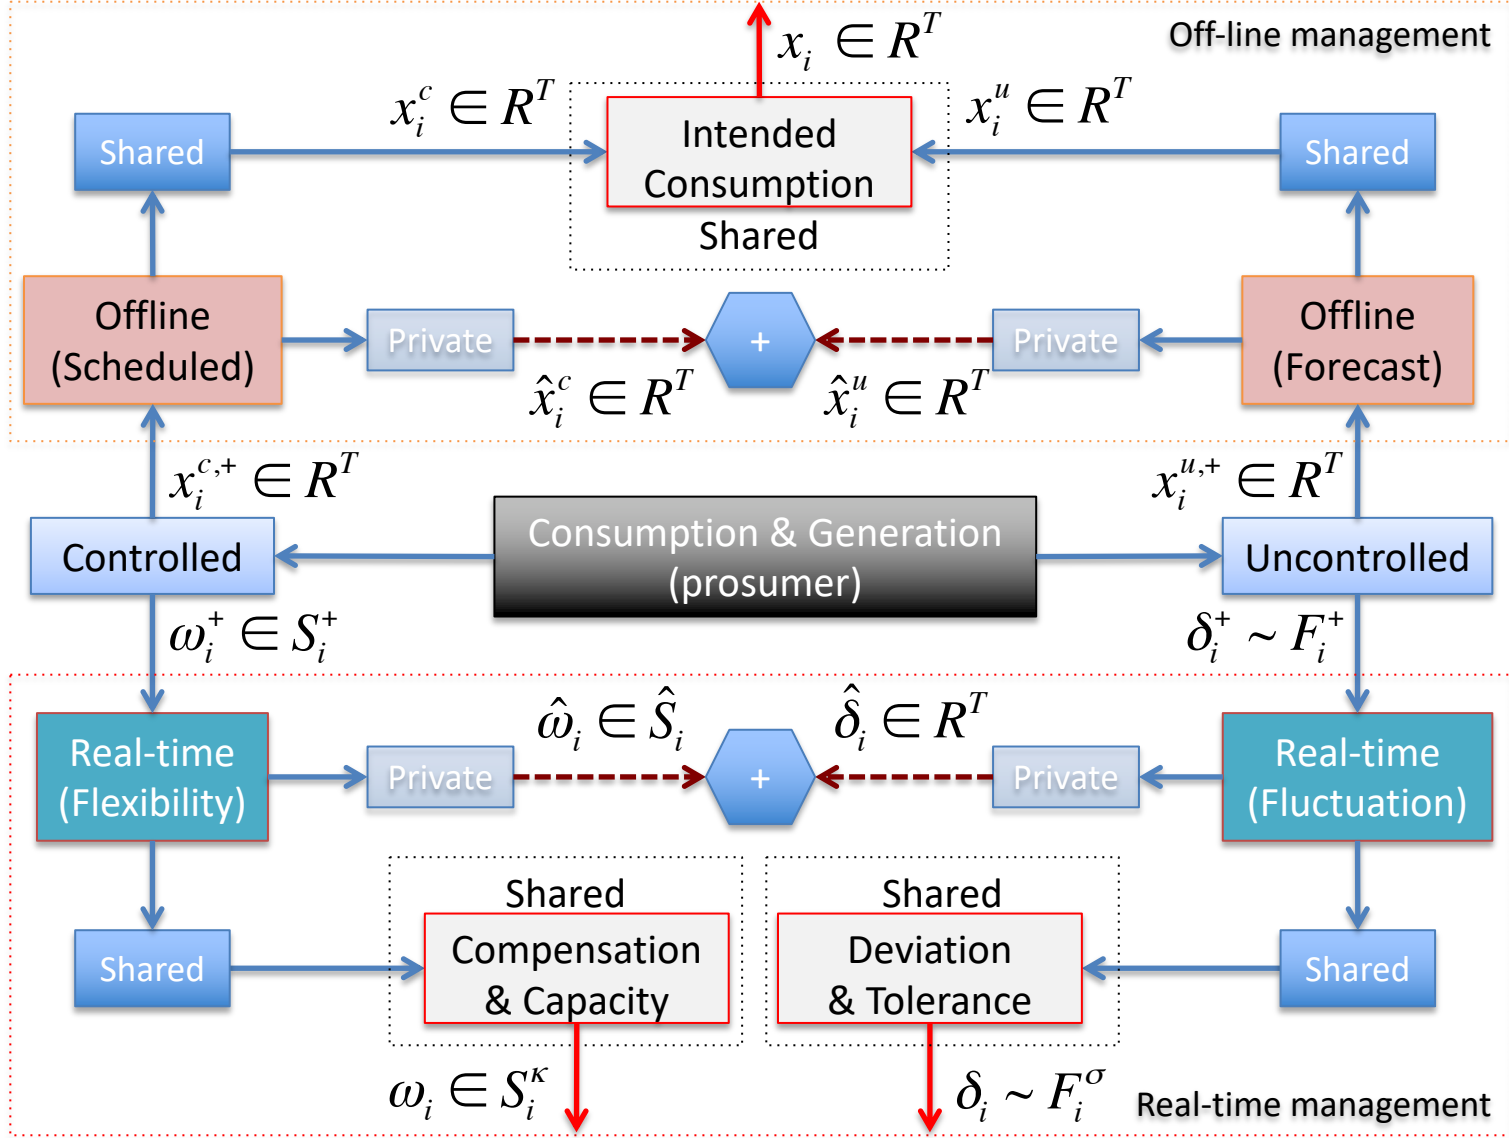 x_i ∈ R^T
Off-line management
x_i^c ∈ R^T
x_i^u ∈ R^T
Shared
Intended
Consumption
Shared
Shared
Offline
(Scheduled)
Private
+
Private
Offline
(Forecast)
x̂_i^c ∈ R^T
x̂_i^u ∈ R^T
x_i^{c,+} ∈ R^T
x_i^{u,+} ∈ R^T
Controlled
Consumption & Generation
(prosumer)
Uncontrolled
ω_i^+ ∈ S_i^+
δ_i^+ ~ F_i^+
ω̂_i ∈ Ŝ_i
δ̂_i ∈ R^T
Real-time
(Flexibility)
Private
+
Private
Real-time
(Fluctuation)
Shared
Shared
Shared
Compensation
& Capacity
Deviation
& Tolerance
Shared
ω_i ∈ S_i^κ
δ_i ~ F_i^σ
Real-time management